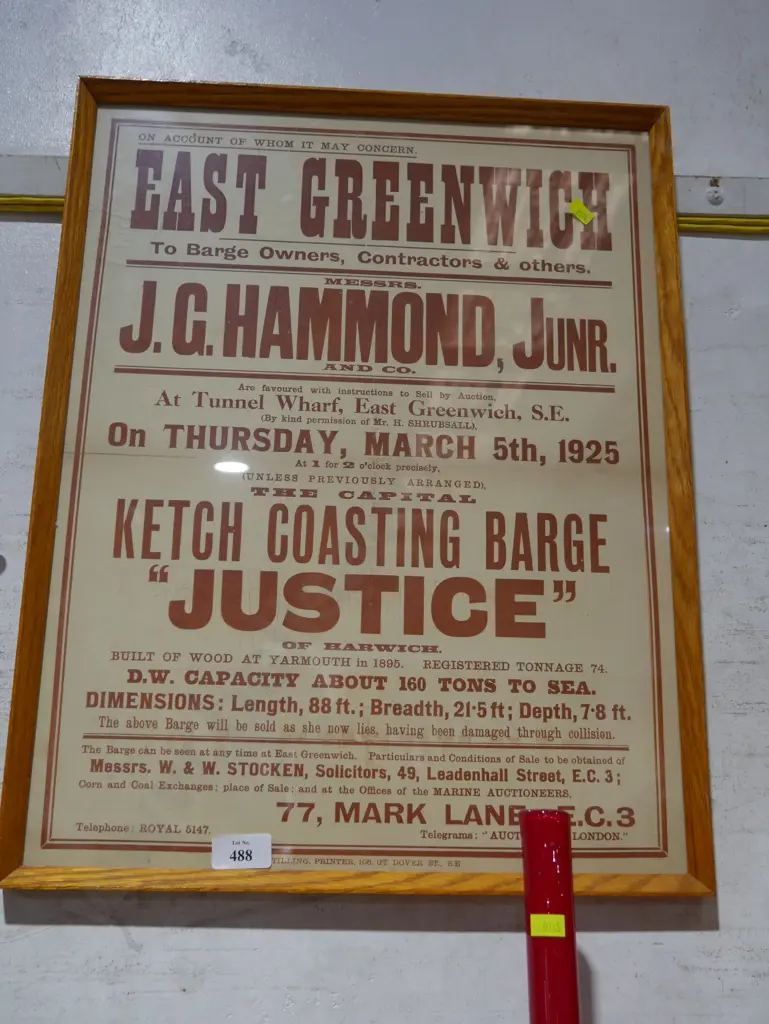 ON ACCOUNT OF WHOM IT MAY CONCERN.
EAST GREENWICH
To Barge Owners, Contractors & others.
MESSRS.
J. G. HAMMOND, JUNR.
AND CO.
Are favoured with instructions to Sell by Auction,
At Tunnel Wharf, East Greenwich, S.E.
(By kind permission of Mr. H. SHRUBSALL),
On THURSDAY, MARCH 5th, 1925
At 1 for 2 o'clock precisely,
(UNLESS PREVIOUSLY ARRANGED),
THE CAPITAL
KETCH COASTING BARGE
"JUSTICE"
OF HARWICH.
BUILT OF WOOD AT YARMOUTH in 1895. REGISTERED TONNAGE 74.
D.W. CAPACITY ABOUT 160 TONS TO SEA.
DIMENSIONS: Length, 88 ft.; Breadth, 21·5 ft; Depth, 7·8 ft.
The above Barge will be sold as she now lies, having been damaged through collision.
The Barge can be seen at any time at East Greenwich. Particulars and Conditions of Sale to be obtained of
Messrs. W. & W. STOCKEN, Solicitors, 49, Leadenhall Street, E.C. 3;
Corn and Coal Exchanges; place of Sale; and at the Offices of the MARINE AUCTIONEERS,
77, MARK LANE E.C. 3
Telephone: ROYAL 5147.
Telegrams: "AUCT LONDON."
Lot No.
488
TILLING, PRINTER, 106, GT. DOVER ST., S.E